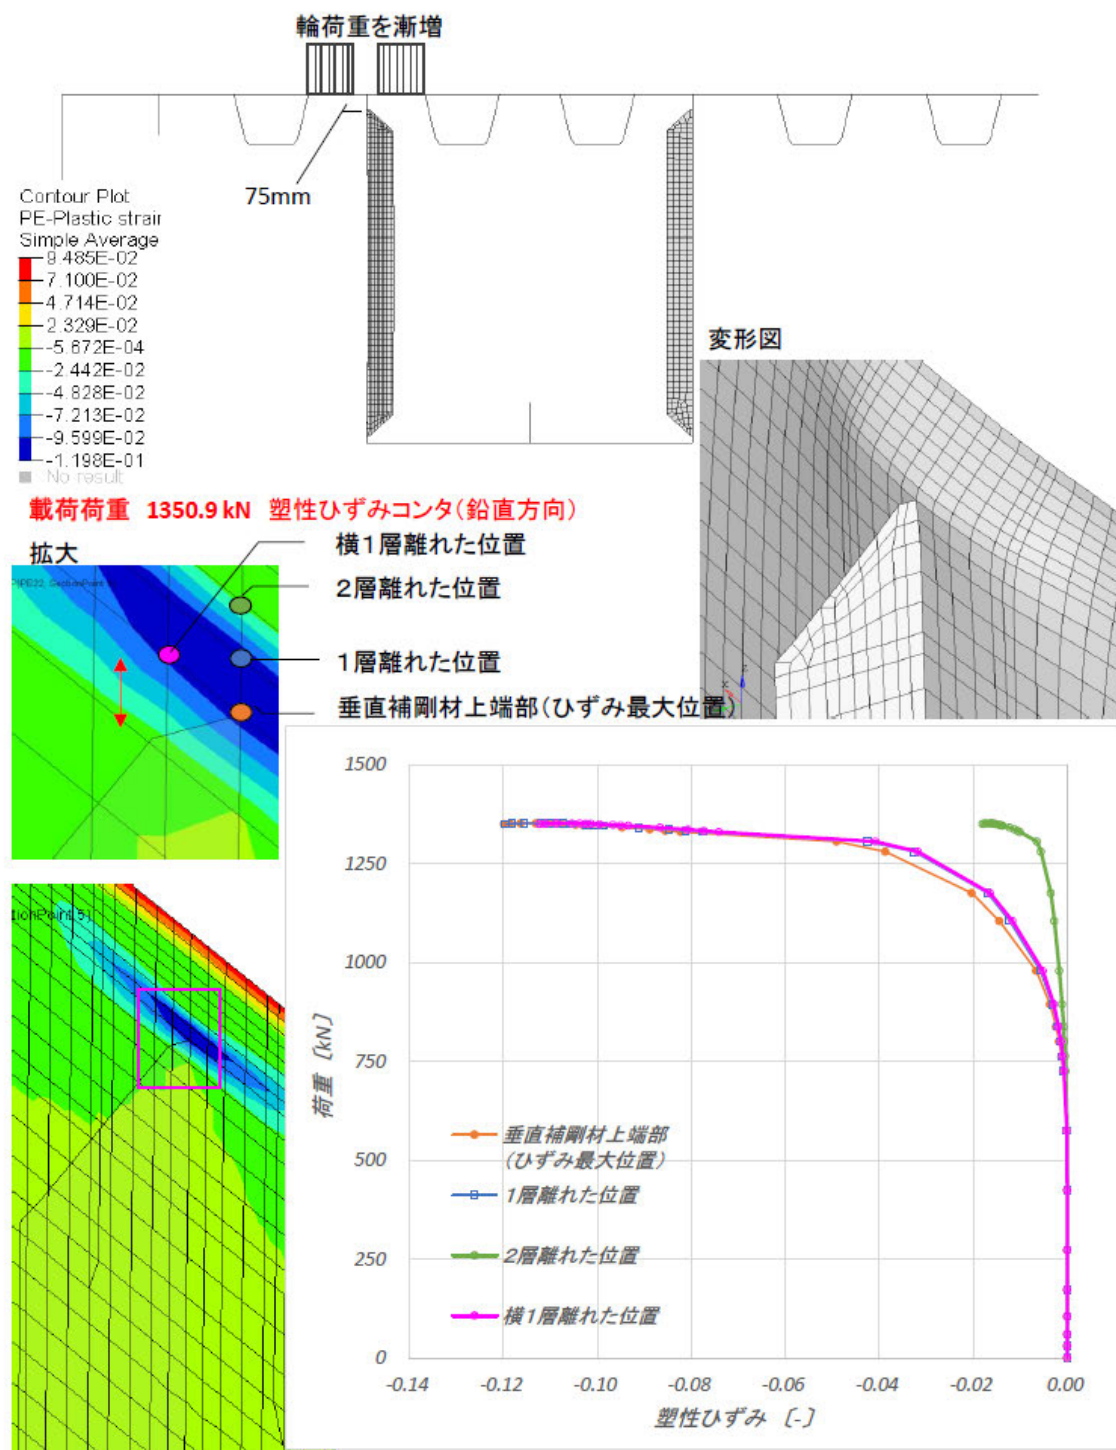 輪荷重を漸増
75mm
Contour Plot
PE-Plastic strair
Simple Average
9.485E-02
7.100E-02
4.714E-02
2.329E-02
-5.672E-04
-2.442E-02
-4.828E-02
-7.213E-02
-9.599E-02
-1.198E-01
No result
変形図
載荷荷重 1350.9 kN 塑性ひずみコンタ(鉛直方向)
拡大
横1層離れた位置
2層離れた位置
1層離れた位置
垂直補剛材上端部(ひずみ最大位置)
X
Z
tionPoint 5]
1500
1250
1000
750
500
250
0
荷重 [kN]
垂直補剛材上端部
(ひずみ最大位置)
1層離れた位置
2層離れた位置
横1層離れた位置
-0.14
-0.12
-0.10
-0.08
-0.06
-0.04
-0.02
0.00
塑性ひずみ [-]